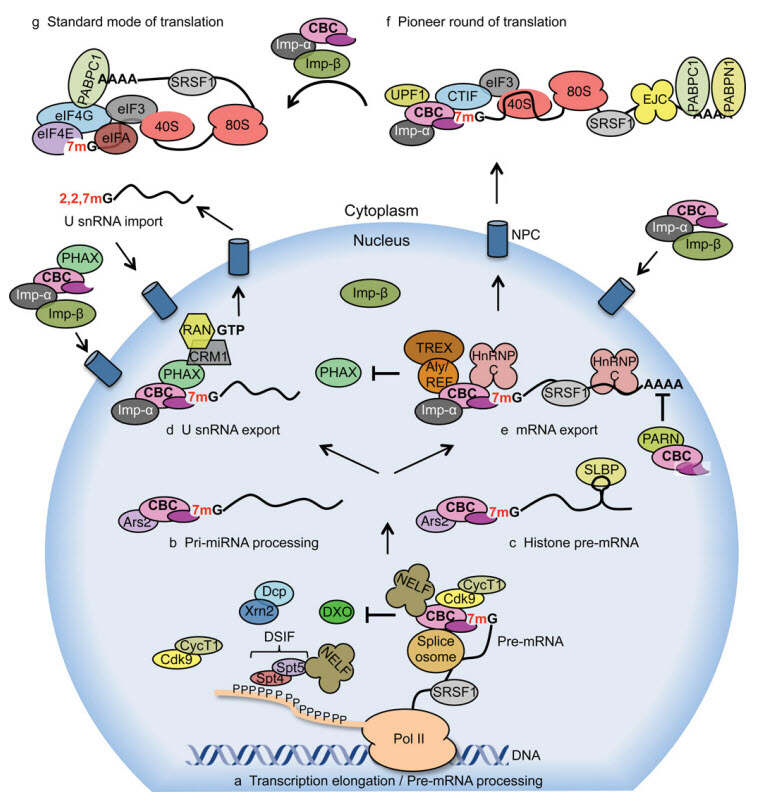 g Standard mode of translation
f Pioneer round of translation
CBC
Imp-α
Imp-β
PABPC1
AAAA
SRSF1
eIF4G
eIF3
eIF4E
7mG
eIFA
40S
80S
UPF1
CTIF
eIF3
CBC
7mG
Imp-α
40S
80S
SRSF1
EJC
PABPC1
PABPN1
AAAA
2,2,7mG
U snRNA import
Cytoplasm
Nucleus
NPC
CBC
Imp-α
Imp-β
PHAX
CBC
Imp-α
Imp-β
Imp-β
RAN GTP
CRM1
PHAX
CBC
7mG
Imp-α
d U snRNA export
PHAX
TREX
Aly/
REF
HnRNP
C
CBC
7mG
Imp-α
SRSF1
HnRNP
C
AAAA
e mRNA export
PARN
CBC
CBC
7mG
Ars2
b Pri-miRNA processing
SLBP
CBC
7mG
Ars2
c Histone pre-mRNA
Dcp
Xrn2
DXO
NELF
CycT1
Cdk9
CBC
7mG
Splice
osome
Pre-mRNA
CycT1
Cdk9
DSIF
Spt5
Spt4
NELF
SRSF1
PPPPPP P PP PPPPPP
Pol II
DNA
a Transcription elongation / Pre-mRNA processing